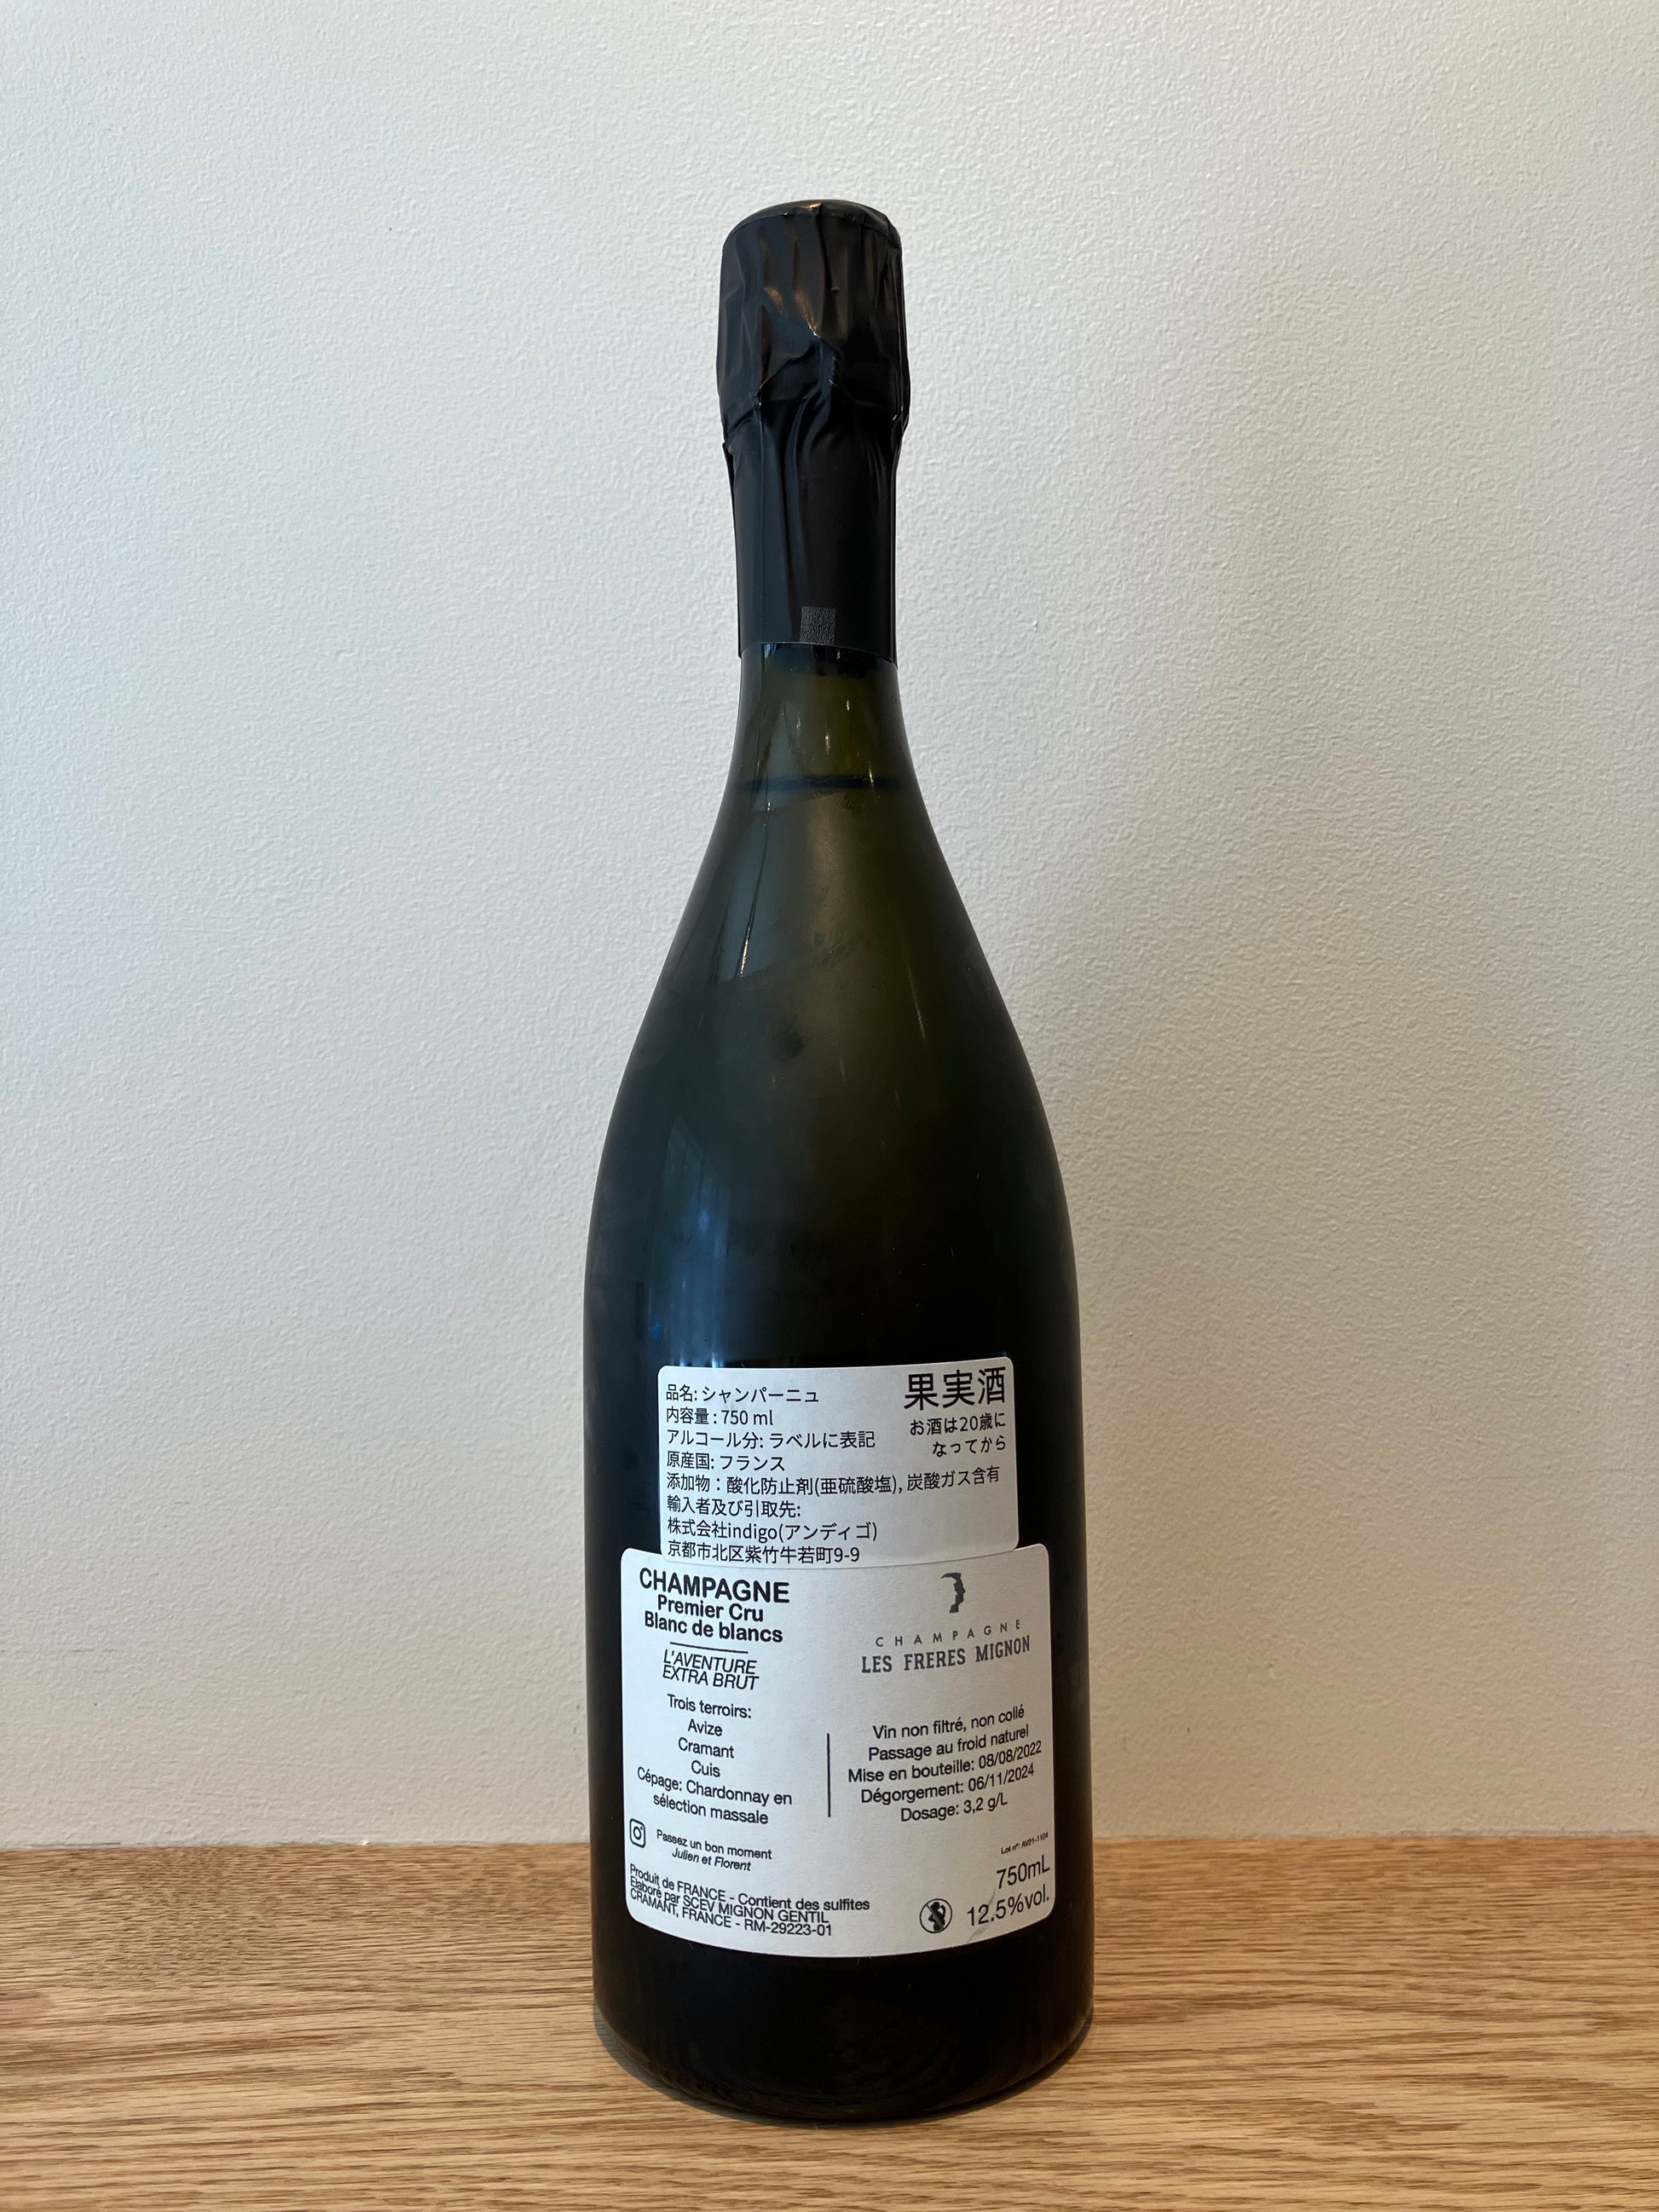 品名: シャンパーニュ
内容量 : 750 ml
アルコール分: ラベルに表記
原産国: フランス
添加物：酸化防止剤(亜硫酸塩), 炭酸ガス含有
輸入者及び引取先:
株式会社indigo(アンディゴ)
京都市北区紫竹牛若町9-9
果実酒
お酒は20歳に
なってから
CHAMPAGNE
Premier Cru
Blanc de blancs
L'AVENTURE
EXTRA BRUT
Trois terroirs:
Avize
Cramant
Cuis
Cépage: Chardonnay en
sélection massale
Passez un bon moment
Julien et Florent
Produit de FRANCE - Contient des sulfites
Elaboré par SCEV MIGNON GENTIL
CRAMANT, FRANCE - RM-29223-01
CHAMPAGNE
LES FRERES MIGNON
Vin non filtré, non collé
Passage au froid naturel
Mise en bouteille: 08/08/2022
Dégorgement: 06/11/2024
Dosage: 3,2 g/L
Lot n°: AV21-1124
750mL
12.5%vol.